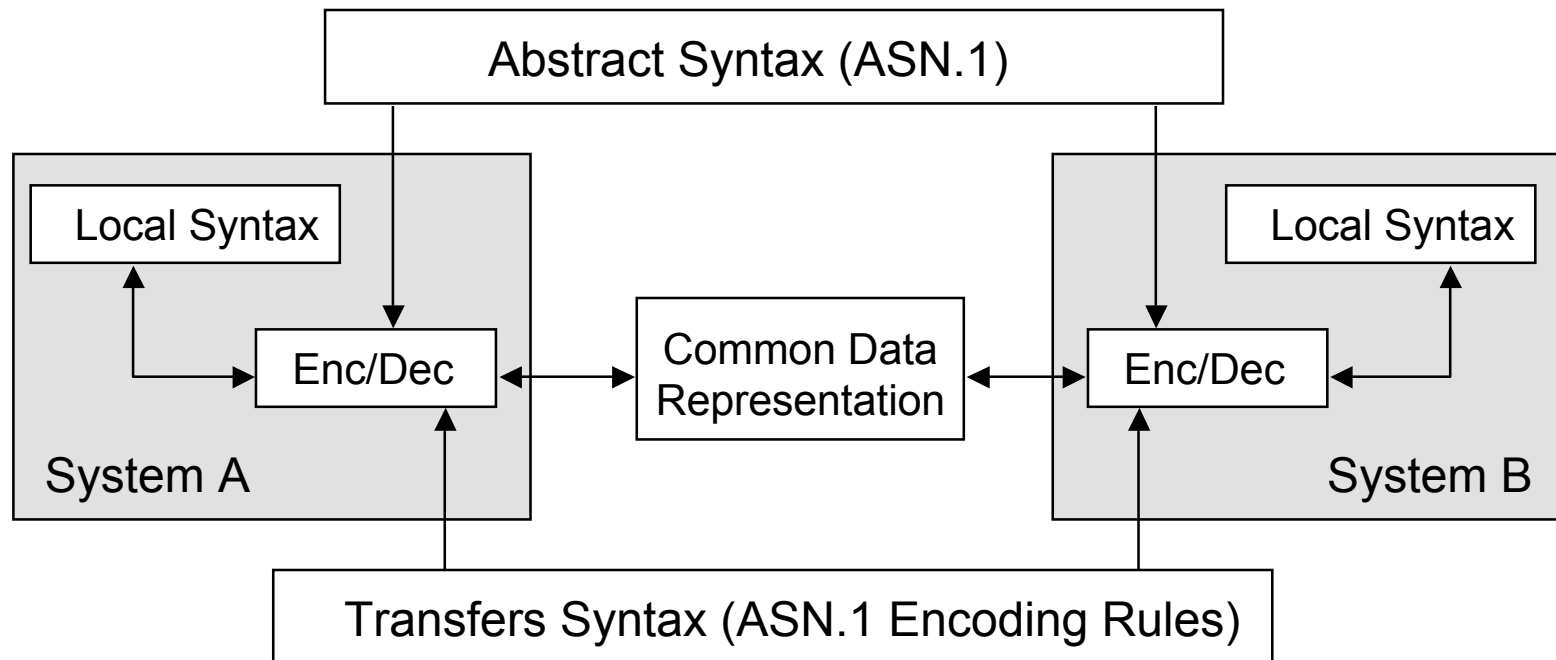 Abstract Syntax (ASN.1)
Local Syntax
Local Syntax
Enc/Dec
Common Data
Representation
Enc/Dec
System A
System B
Transfers Syntax (ASN.1 Encoding Rules)